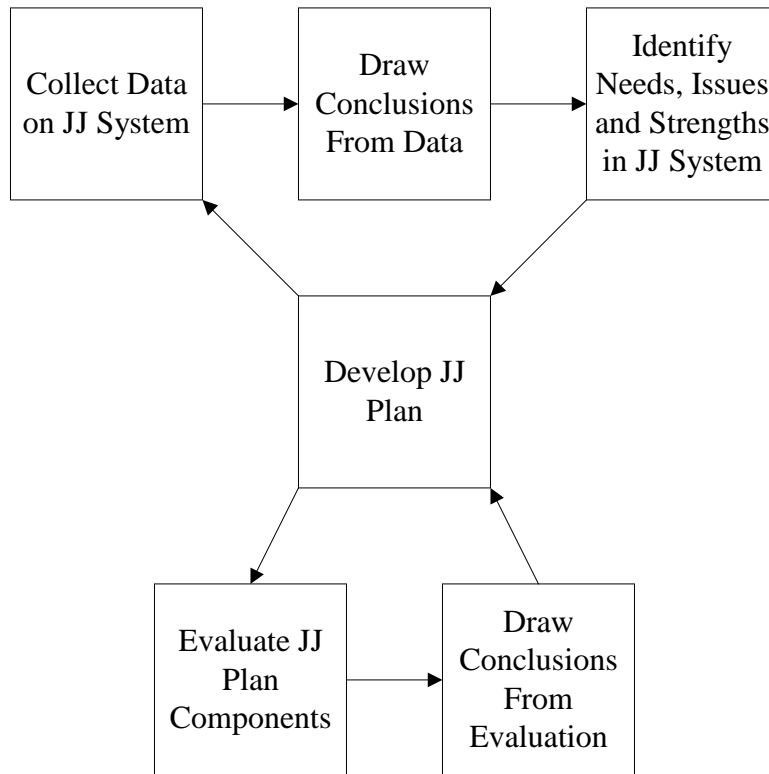 Collect Data
on JJ System
Draw
Conclusions
From Data
Identify
Needs, Issues
and Strengths
in JJ System
Develop JJ
Plan
Evaluate JJ
Plan
Components
Draw
Conclusions
From
Evaluation